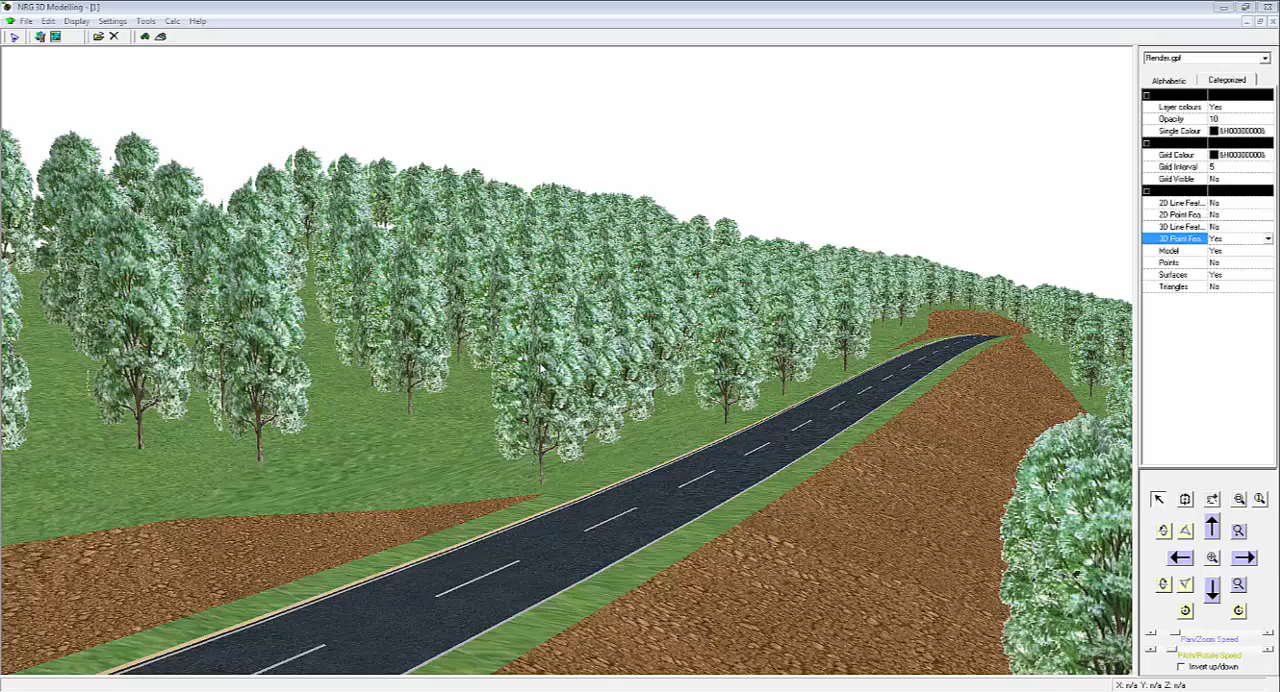 NRG 3D Modelling - [1]
File Edit Display Settings Tools Calc Help
Render.gpf
Alphabetic Categorized
Layer colours Yes
Opacity 10
Single Colour &H00000000&
Grid Colour &H00000000&
Grid Interval 5
Grid Visible No
2D Line Feat... No
2D Point Fea... No
3D Line Feat... No
3D Point Fea... Yes
Model Yes
Points No
Surfaces Yes
Triangles No
Pan/Zoom Speed
Pitch/Rotate Speed
Invert up/down
X: n/a Y: n/a Z: n/a